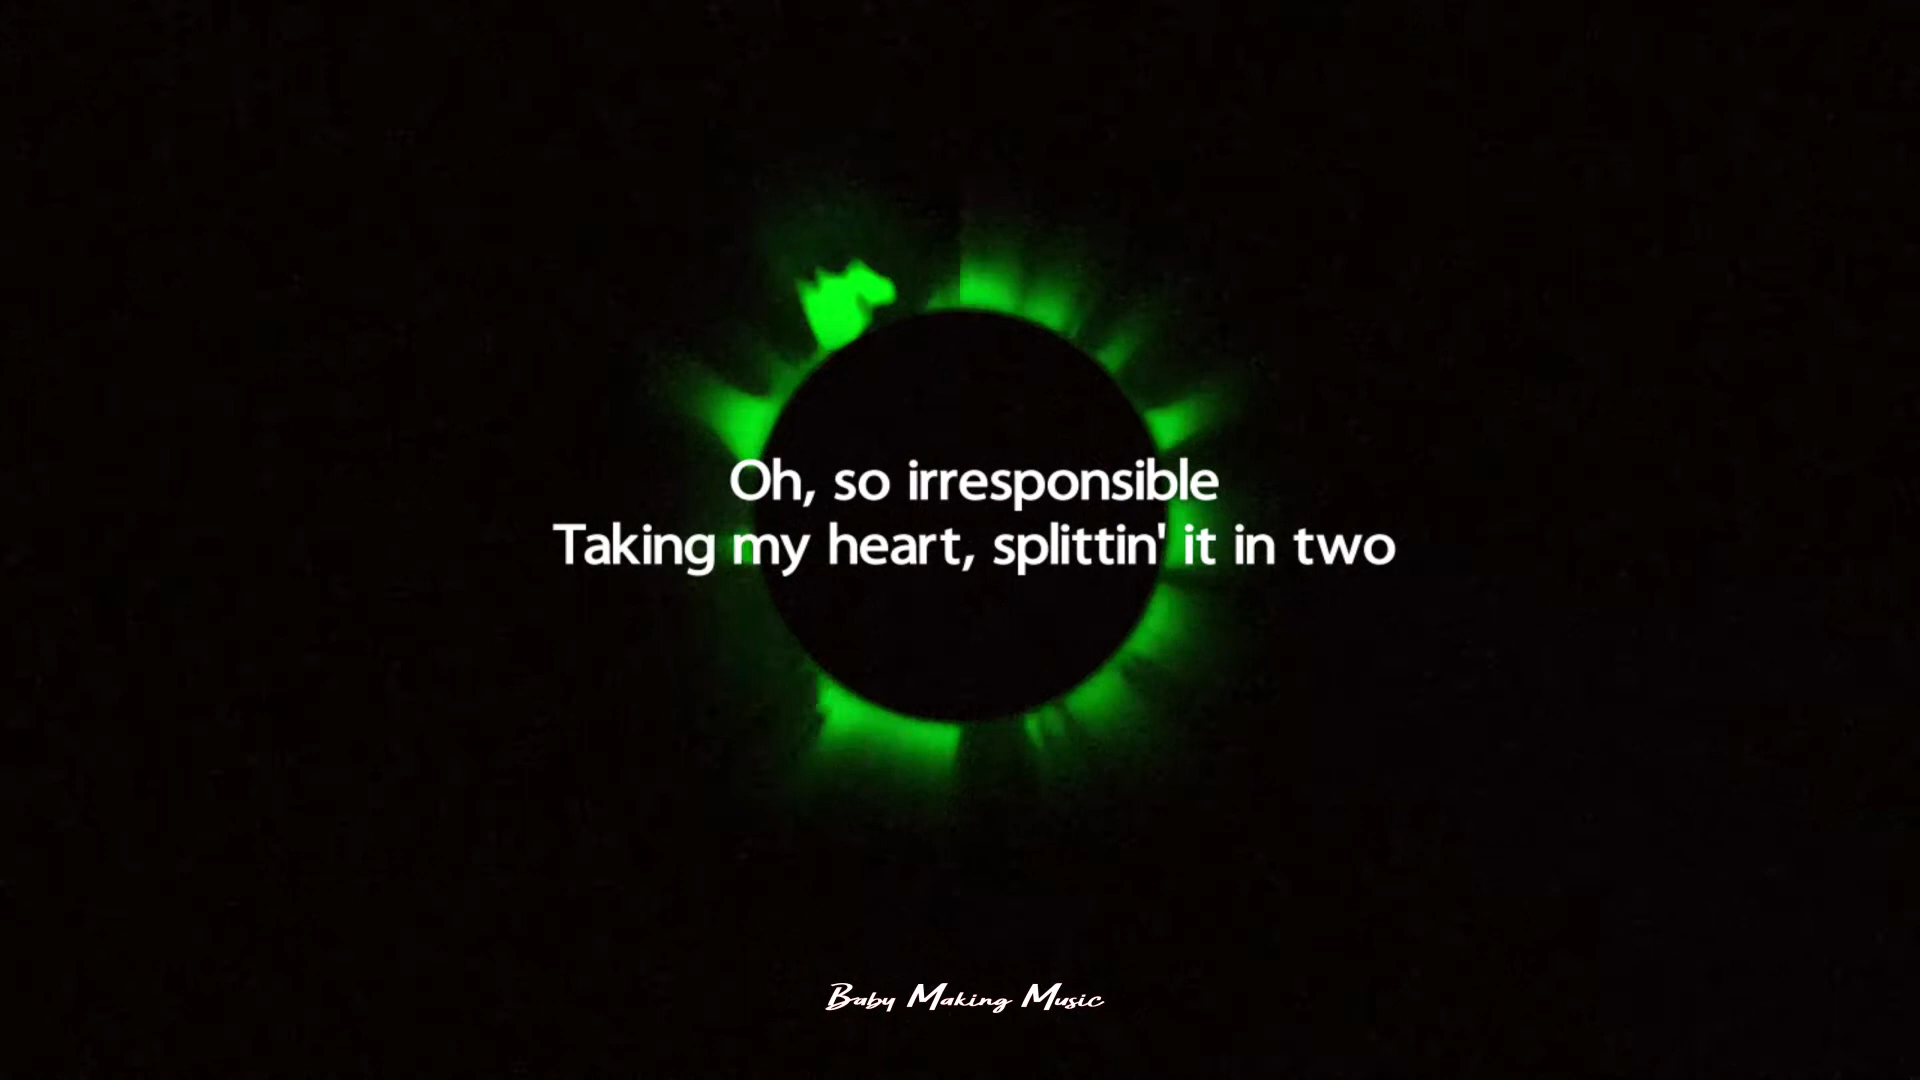 Oh, so irresponsible
Taking my heart, splittin' it in two
Baby Making Music